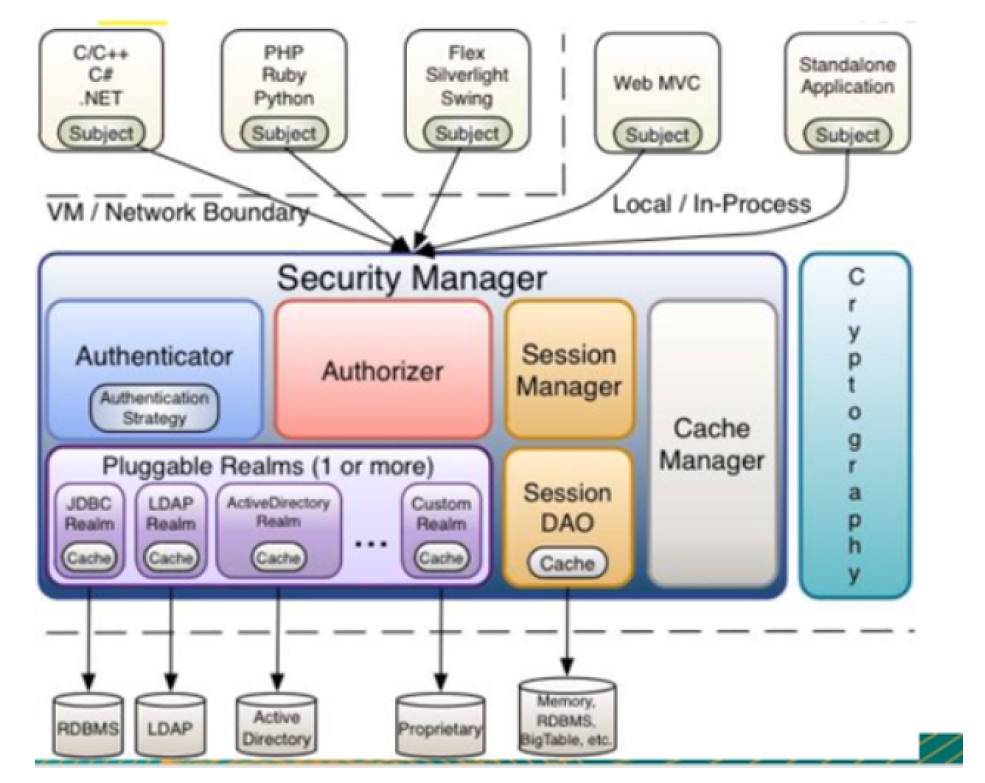 C/C++
C#
.NET
Subject
PHP
Ruby
Python
Subject
Flex
Silverlight
Swing
Subject
Web MVC
Subject
Standalone
Application
Subject
VM / Network Boundary
Local / In-Process
Security Manager
Authenticator
Authentication
Strategy
Authorizer
Session
Manager
Cache
Manager
Pluggable Realms (1 or more)
JDBC
Realm
Cache
LDAP
Realm
Cache
ActiveDirectory
Realm
Cache
...
Custom
Realm
Cache
Session
DAO
Cache
C
r
y
p
t
o
g
r
a
p
h
y
RDBMS
LDAP
Active
Directory
Proprietary
Memory,
RDBMS,
BigTable, etc.